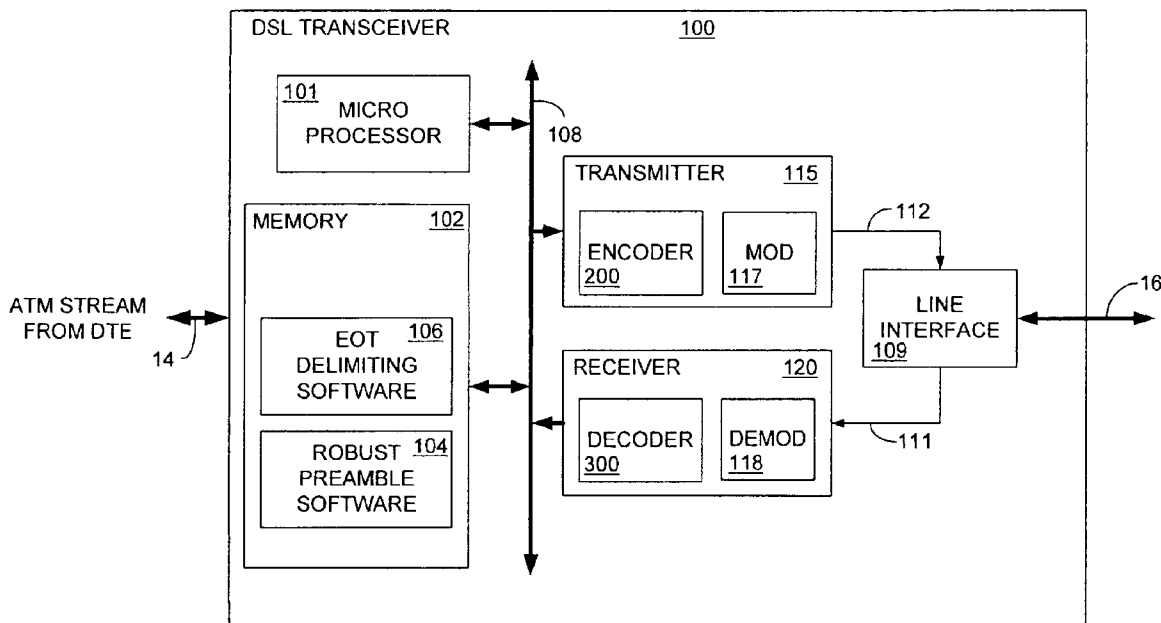 DSL TRANSCEIVER 100
101
MICRO
PROCESSOR
108
TRANSMITTER 115
ENCODER
200
MOD
117
112
MEMORY 102
LINE
INTERFACE
109
16
ATM STREAM
FROM DTE
14
106
EOT
DELIMITING
SOFTWARE
RECEIVER 120
DECODER
300
DEMOD
118
111
104
ROBUST
PREAMBLE
SOFTWARE